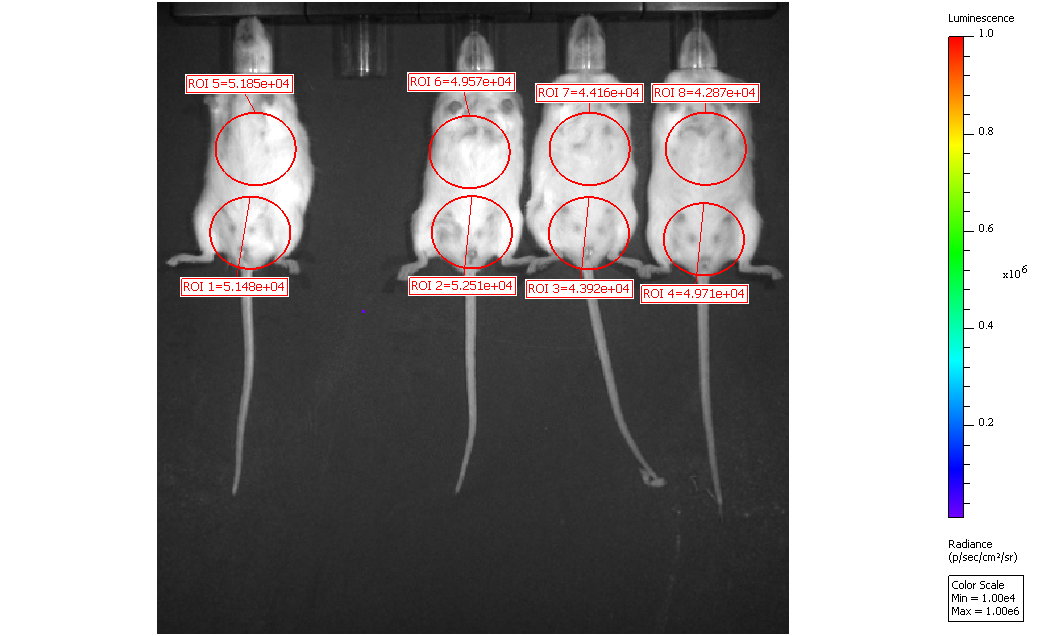 Luminescence
1.0
ROI 5=5.185e+04
ROI 6=4.957e+04
ROI 7=4.416e+04
ROI 8=4.287e+04
0.8
0.6
x10⁶
ROI 1=5.148e+04
ROI 2=5.251e+04
ROI 3=4.392e+04
ROI 4=4.971e+04
0.4
0.2
Radiance
(p/sec/cm²/sr)
Color Scale
Min = 1.00e4
Max = 1.00e6